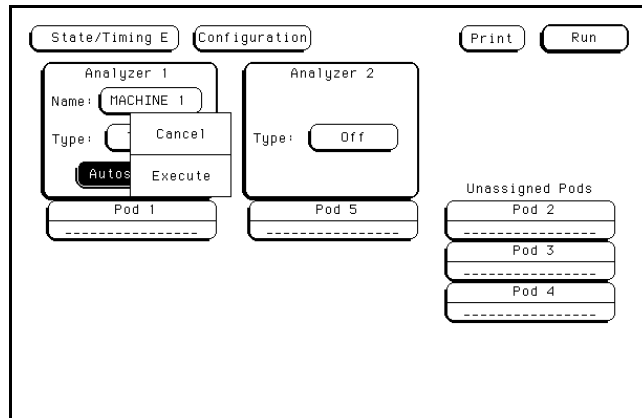 State/Timing E Configuration Print Run
Analyzer 1
Name: MACHINE 1
Type:
Cancel
Autos
Execute
Analyzer 2
Type: Off
Pod 1
---------------
Pod 5
---------------
Unassigned Pods
Pod 2
---------------
Pod 3
---------------
Pod 4
---------------